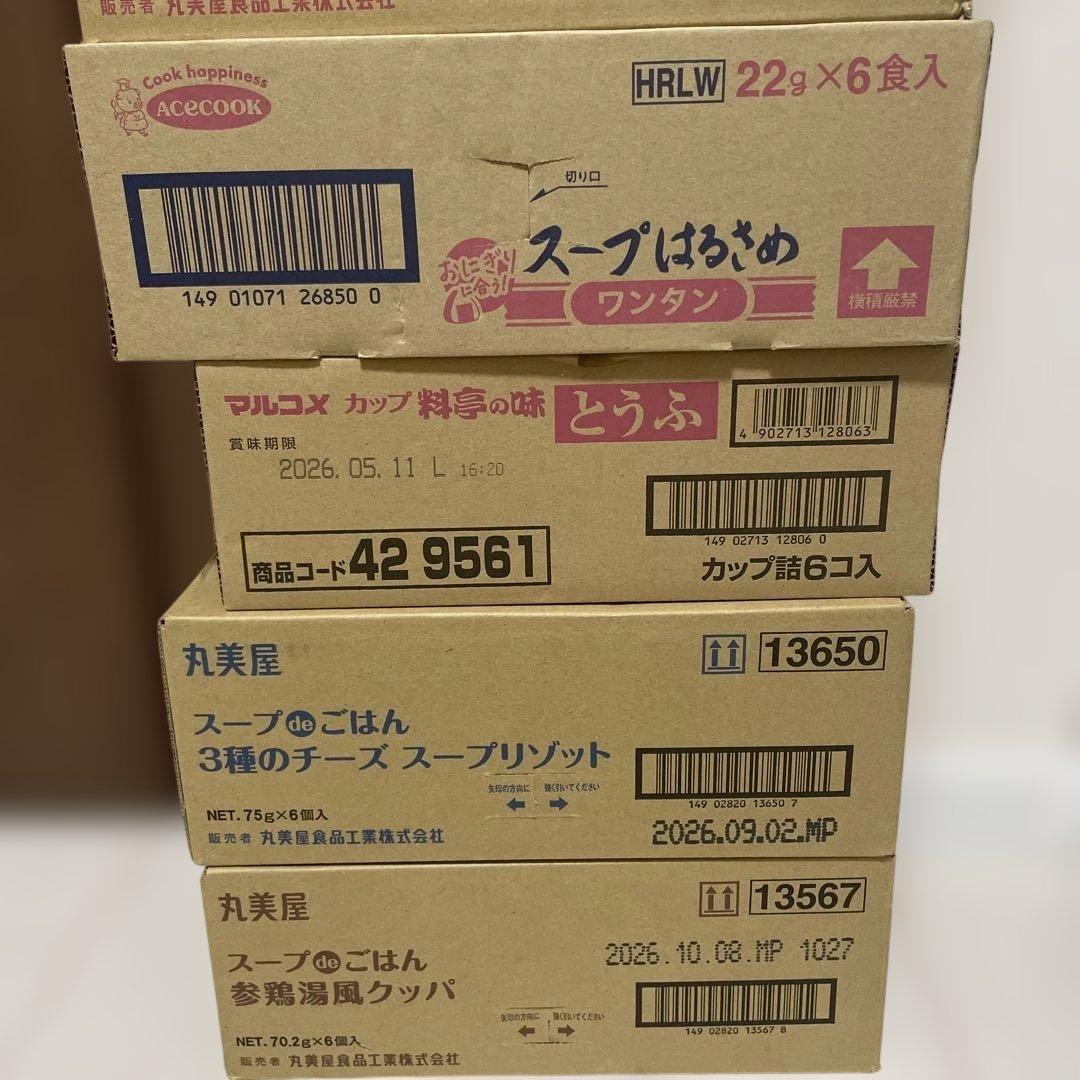 販売者 丸美屋食品工業株式会社
Cook happiness
ACECOOK
HRLW 22g×6食入
切り口
149 01071 26850 0
おにぎりに合う!
スープはるさめ
ワンタン
横積厳禁
マルコメ カップ 料亭の味 とうふ
4 902713 128063
賞味期限
2026.05.11 L 16:20
149 02713 12806 0
商品コード 42 9561
カップ詰6コ入
丸美屋
13650
スープdeごはん
3種のチーズ スープリゾット
矢印の方向に 強く引いてください
149 02820 13650 7
NET. 75g×6個入
販売者 丸美屋食品工業株式会社
2026.09.02.MP
丸美屋
13567
2026.10.08.MP 1027
スープdeごはん
参鶏湯風クッパ
矢印の方向に 強く引いてください
149 02820 13567 8
NET. 70.2g×6個入
販売者 丸美屋食品工業株式会社